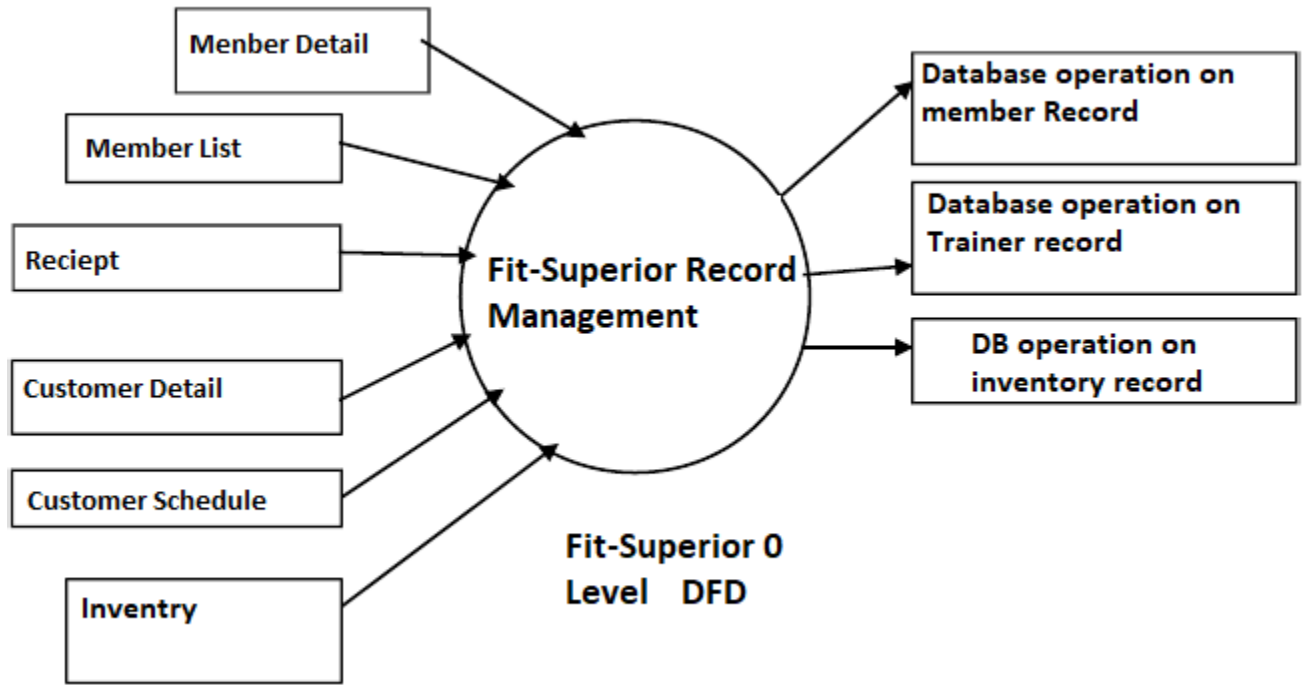 Menber Detail
Member List
Reciept
Customer Detail
Customer Schedule
Inventry
Fit-Superior Record
Management
Database operation on
member Record
Database operation on
Trainer record
DB operation on
inventory record
Fit-Superior 0
Level DFD